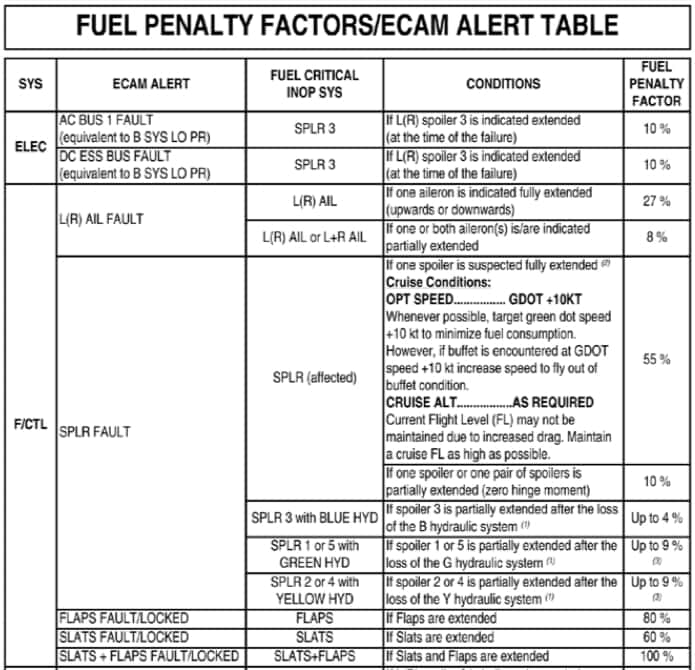 FUEL PENALTY FACTORS/ECAM ALERT TABLE
SYS
ECAM ALERT
FUEL CRITICAL
INOP SYS
CONDITIONS
FUEL
PENALTY
FACTOR
ELEC
AC BUS 1 FAULT
(equivalent to B SYS LO PR)
SPLR 3
If L(R) spoiler 3 is indicated extended
(at the time of the failure)
10 %
DC ESS BUS FAULT
(equivalent to B SYS LO PR)
SPLR 3
If L(R) spoiler 3 is indicated extended
(at the time of the failure)
10 %
F/CTL
L(R) AIL FAULT
L(R) AIL
If one aileron is indicated fully extended
(upwards or downwards)
27 %
L(R) AIL or L+R AIL
If one or both aileron(s) is/are indicated
partially extended
8 %
SPLR FAULT
SPLR (affected)
If one spoiler is suspected fully extended (2)
Cruise Conditions:
OPT SPEED................ GDOT +10KT
Whenever possible, target green dot speed
+10 kt to minimize fuel consumption.
However, if buffet is encountered at GDOT
speed +10 kt increase speed to fly out of
buffet condition.
CRUISE ALT.................AS REQUIRED
Current Flight Level (FL) may not be
maintained due to increased drag. Maintain
a cruise FL as high as possible.
55 %
If one spoiler or one pair of spoilers is
partially extended (zero hinge moment)
10 %
SPLR 3 with BLUE HYD
If spoiler 3 is partially extended after the loss
of the B hydraulic system (1)
Up to 4 %
SPLR 1 or 5 with
GREEN HYD
If spoiler 1 or 5 is partially extended after the
loss of the G hydraulic system (1)
Up to 9 %
(3)
SPLR 2 or 4 with
YELLOW HYD
If spoiler 2 or 4 is partially extended after the
loss of the Y hydraulic system (1)
Up to 9 %
(3)
FLAPS FAULT/LOCKED
FLAPS
If Flaps are extended
80 %
SLATS FAULT/LOCKED
SLATS
If Slats are extended
60 %
SLATS + FLAPS FAULT/LOCKED
SLATS+FLAPS
If Slats and Flaps are extended
100 %